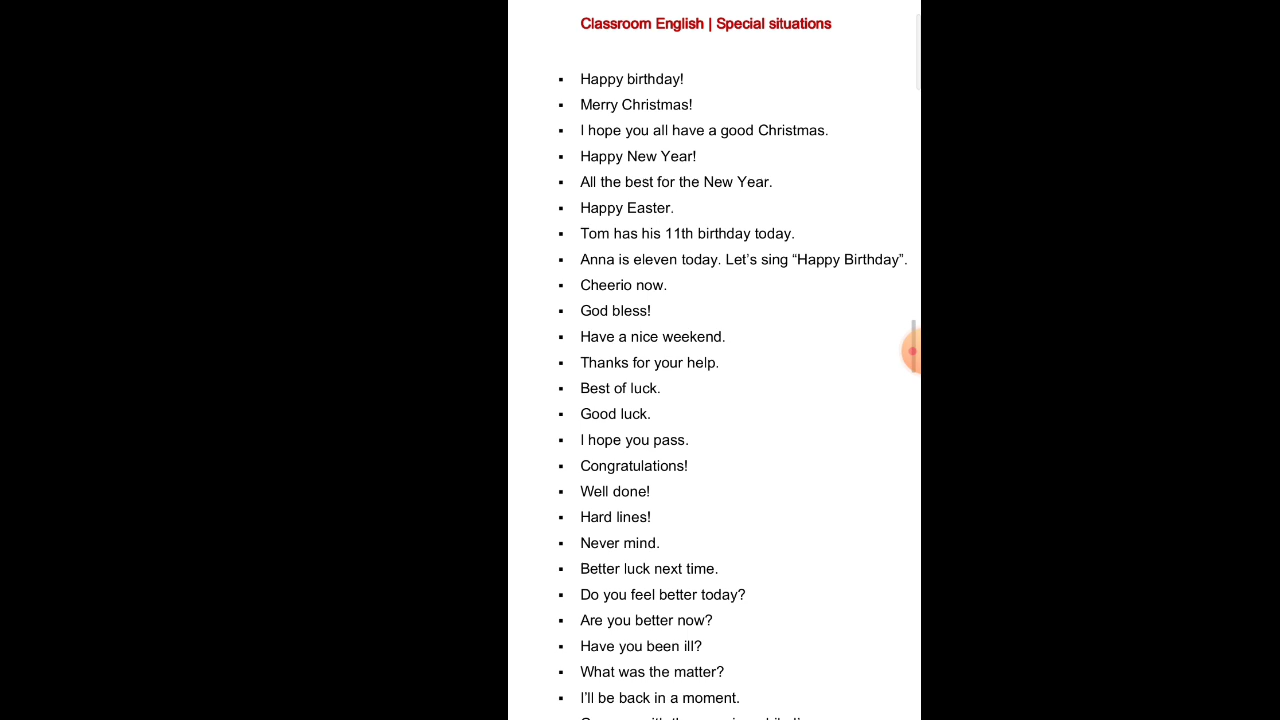 Classroom English | Special situations
▪ Happy birthday!
▪ Merry Christmas!
▪ I hope you all have a good Christmas.
▪ Happy New Year!
▪ All the best for the New Year.
▪ Happy Easter.
▪ Tom has his 11th birthday today.
▪ Anna is eleven today. Let’s sing “Happy Birthday”.
▪ Cheerio now.
▪ God bless!
▪ Have a nice weekend.
▪ Thanks for your help.
▪ Best of luck.
▪ Good luck.
▪ I hope you pass.
▪ Congratulations!
▪ Well done!
▪ Hard lines!
▪ Never mind.
▪ Better luck next time.
▪ Do you feel better today?
▪ Are you better now?
▪ Have you been ill?
▪ What was the matter?
▪ I’ll be back in a moment.